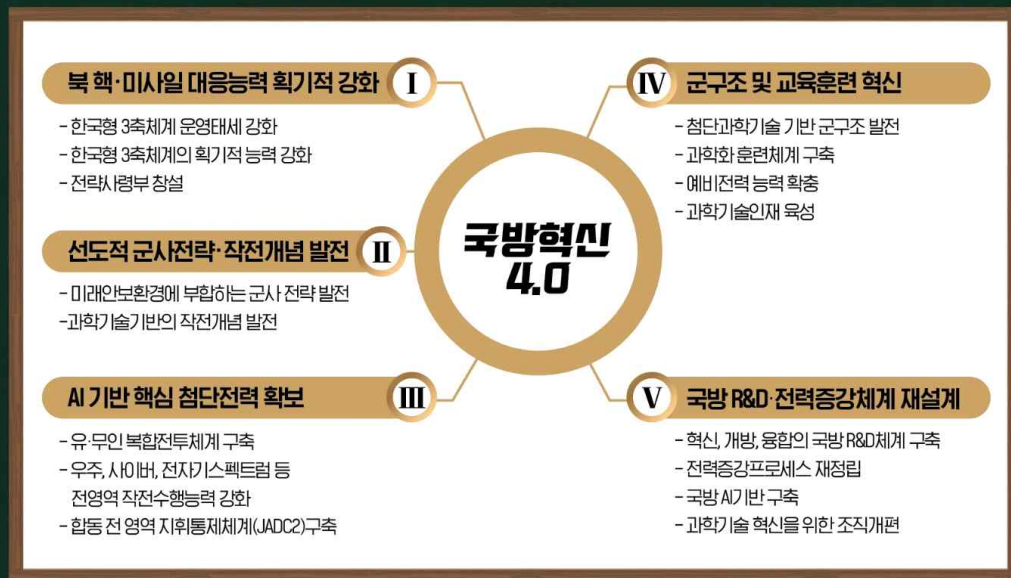 북 핵·미사일 대응능력 획기적 강화 I
- 한국형 3축체계 운영태세 강화
- 한국형 3축체계의 획기적 능력 강화
- 전략사령부 창설
선도적 군사전략·작전개념 발전 II
- 미래안보환경에 부합하는 군사 전략 발전
-과학기술기반의 작전개념 발전
AI 기반 핵심 첨단전력 확보 III
- 유·무인 복합전투체계 구축
- 우주, 사이버, 전자기스펙트럼 등
전영역 작전수행능력 강화
- 합동 전 영역 지휘통제체계(JADC2)구축
국방혁신
4.0
IV 군구조 및 교육훈련 혁신
- 첨단과학기술 기반 군구조 발전
- 과학화 훈련체계 구축
- 예비전력 능력 확충
- 과학기술인재 육성
V 국방 R&D·전력증강체계 재설계
- 혁신, 개방, 융합의 국방 R&D체계 구축
- 전력증강프로세스 재정립
- 국방 AI기반 구축
- 과학기술 혁신을 위한 조직개편